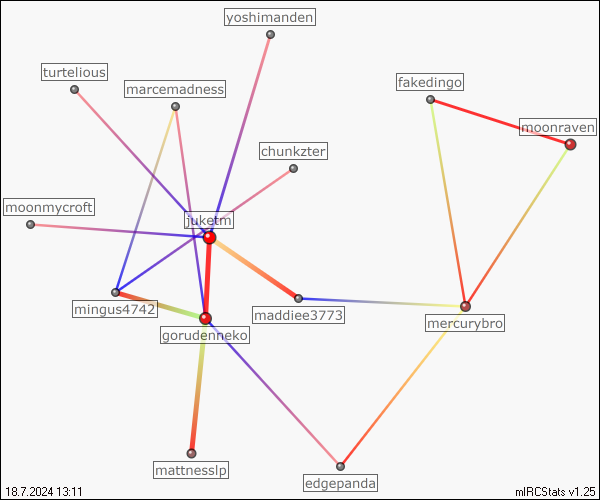 yoshimanden
turtelious
fakedingo
marcemadness
moonraven
chunkzter
moonmycroft
juketm
mingus4742
maddiee3773
mercurybro
gorudenneko
mattnesslp
edgepanda
18.7.2024 13:11
mIRCStats v1.25